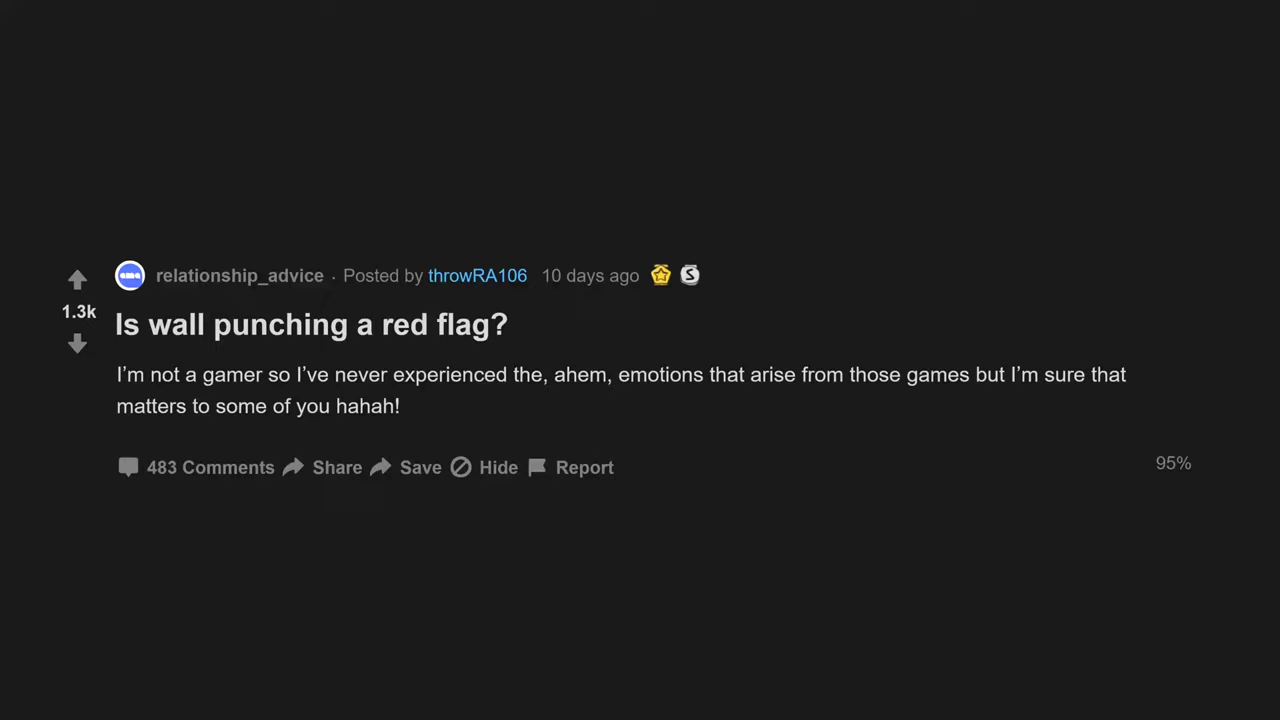 relationship_advice · Posted by throwRA106 10 days ago
1.3k
Is wall punching a red flag?
I’m not a gamer so I’ve never experienced the, ahem, emotions that arise from those games but I’m sure that
matters to some of you hahah!
483 Comments Share Save Hide Report 95%